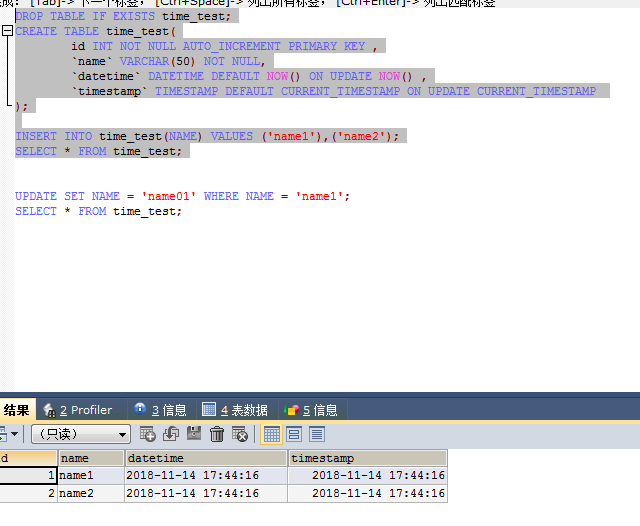 [Tab]-> 下一个标签， [Ctrl+Space]-> 列出所有标签， [Ctrl+Enter]-> 列出匹配标签
DROP TABLE IF EXISTS time_test;
CREATE TABLE time_test(
id INT NOT NULL AUTO_INCREMENT PRIMARY KEY ,
`name` VARCHAR(50) NOT NULL,
`datetime` DATETIME DEFAULT NOW() ON UPDATE NOW() ,
`timestamp` TIMESTAMP DEFAULT CURRENT_TIMESTAMP ON UPDATE CURRENT_TIMESTAMP
);
INSERT INTO time_test(NAME) VALUES ('name1'),('name2');
SELECT * FROM time_test;
UPDATE SET NAME = 'name01' WHERE NAME = 'name1';
SELECT * FROM time_test;
结果 2 Profiler 3 信息 4 表数据 5 信息
（只读）
d name datetime timestamp
1 name1 2018-11-14 17:44:16 2018-11-14 17:44:16
2 name2 2018-11-14 17:44:16 2018-11-14 17:44:16